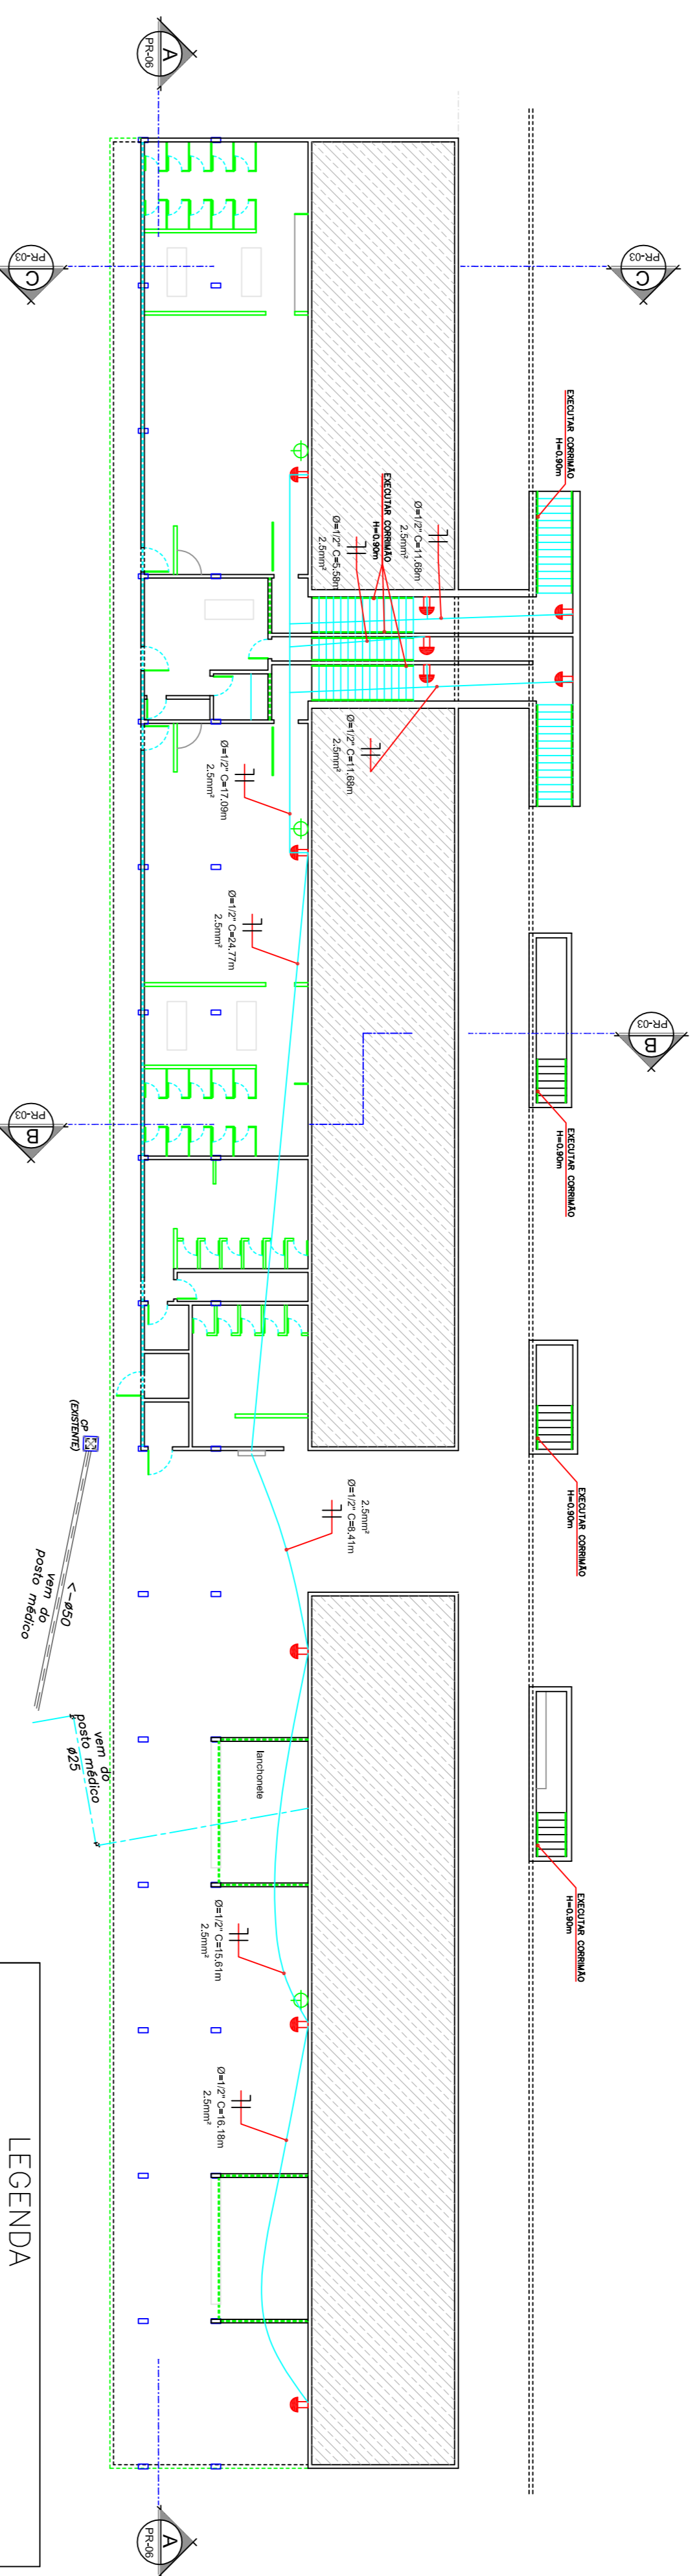 A
PR-06
C
PR-03
C
PR-03
EXECUTAR CORRIMÃO
H=0.90m
EXECUTAR CORRIMÃO
H=0.90m
Ø=1/2" C=11,68m
2.5mm²
Ø=1/2" C=5,58m
2.5mm²
Ø=1/2" C=11,68m
2.5mm²
Ø=1/2" C=17,09m
2.5mm²
Ø=1/2" C=24,77m
2.5mm²
B
PR-03
B
PR-03
EXECUTAR CORRIMÃO
H=0.90m
CP
(EXISTENTE)
<-ø50
vem do
posto médico
2.5mm²
Ø=1/2" C=8,41m
EXECUTAR CORRIMÃO
H=0.90m
vem do
posto médico
ø25
lanchonete
EXECUTAR CORRIMÃO
H=0.90m
Ø=1/2" C=15,61m
2.5mm²
Ø=1/2" C=16,18m
2.5mm²
LEGENDA
A
PR-06